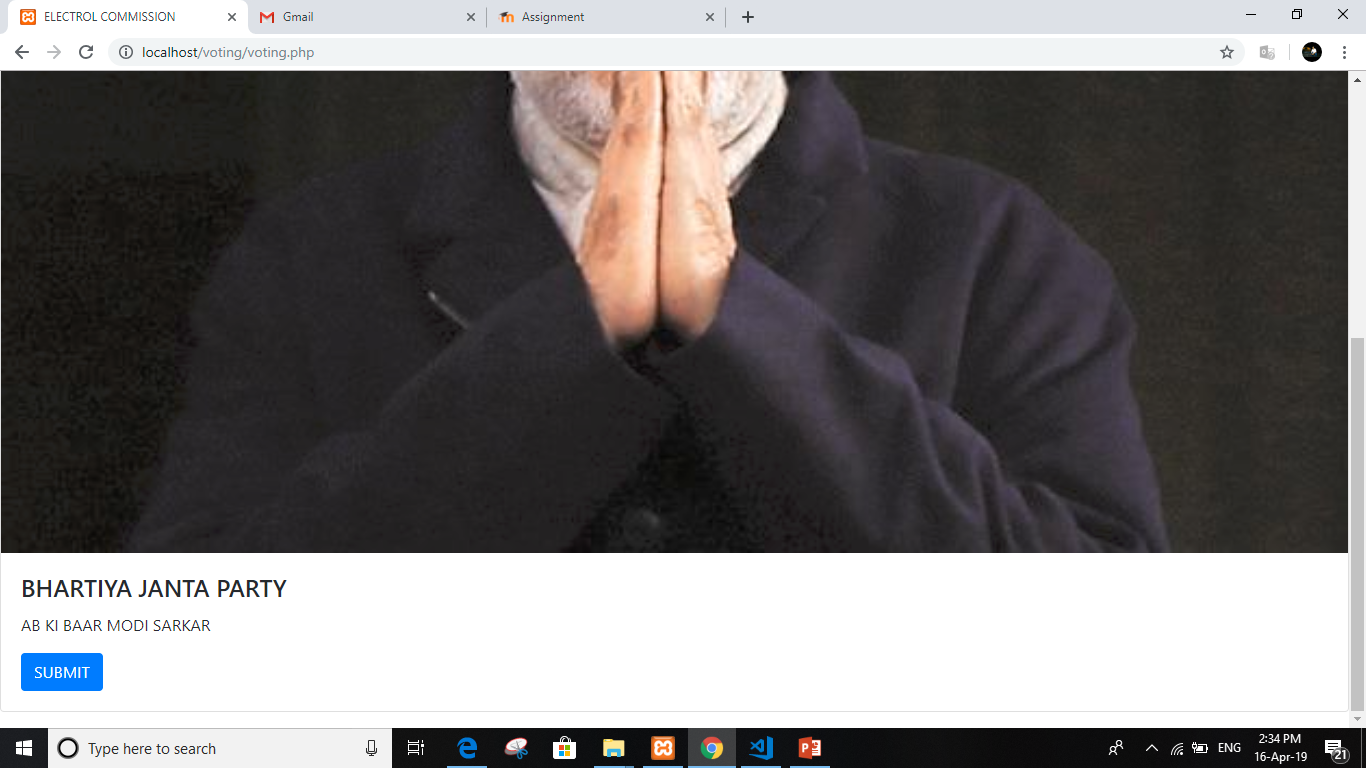 ELECTROL COMMISSION
Gmail
Assignment
localhost/voting/voting.php
BHARTIYA JANTA PARTY
AB KI BAAR MODI SARKAR
SUBMIT
Type here to search
ENG
2:34 PM
16-Apr-19
21